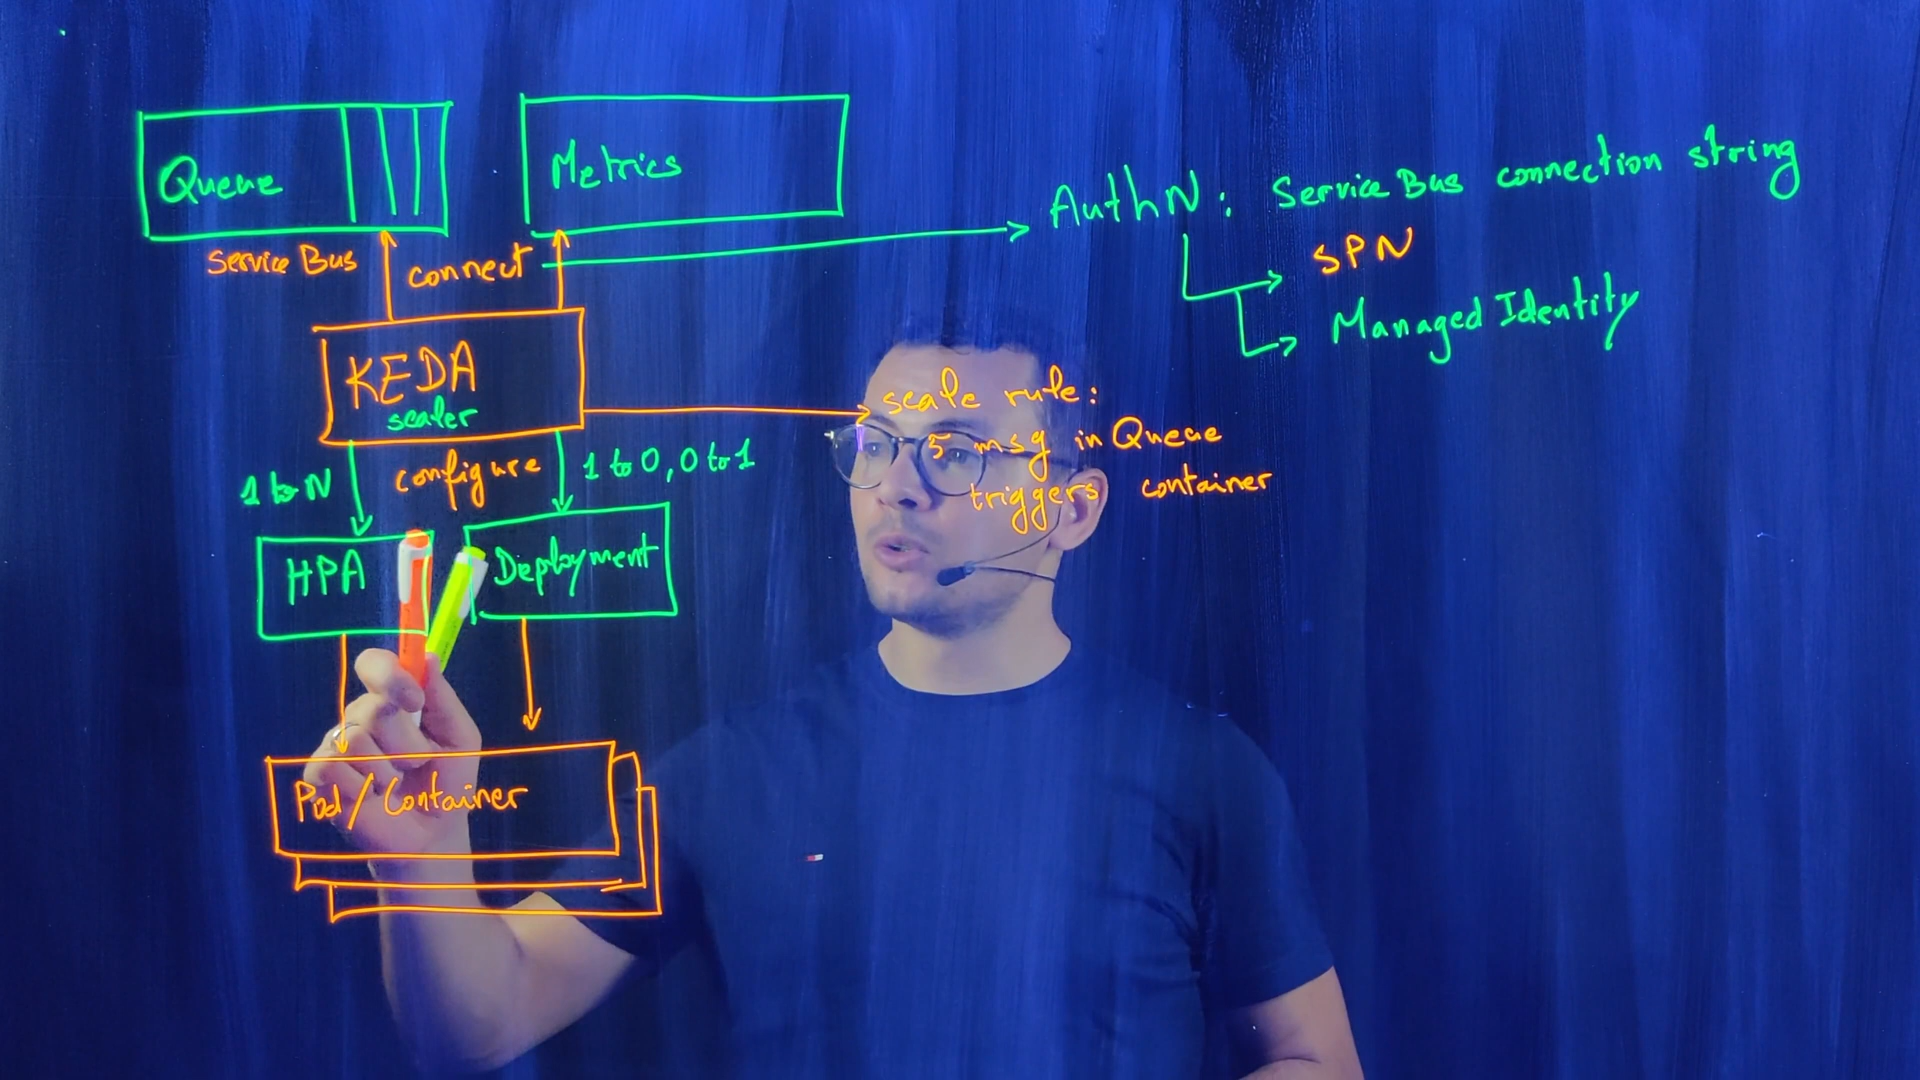 Queue
Metrics
AuthN: Service Bus connection string
Service Bus
connect
SPN
Managed Identity
KEDA
scaler
scale rule:
5 msg in Queue
triggers container
1 to N
configure
1 to 0, 0 to 1
HPA
Deployment
Pod/Container